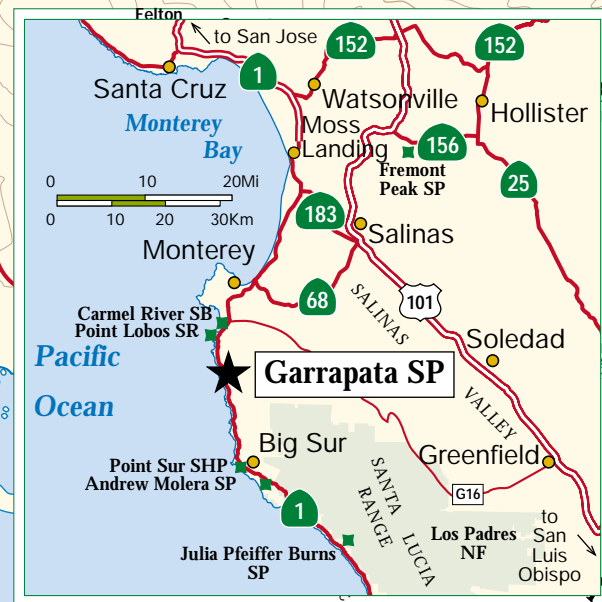 Felton
to San Jose
152
152
1
Santa Cruz
Watsonville
Hollister
Monterey
Bay
Moss
Landing
156
Fremont
Peak SP
25
0 10 20Mi
0 10 20 30Km
183
Salinas
Monterey
68
101
SALINAS
VALLEY
Carmel River SB
Point Lobos SR
Soledad
Pacific
Ocean
Garrapata SP
Big Sur
Greenfield
Point Sur SHP
Andrew Molera SP
G16
SANTA LUCIA
RANGE
1
Los Padres
NF
to
San
Luis
Obispo
Julia Pfeiffer Burns
SP